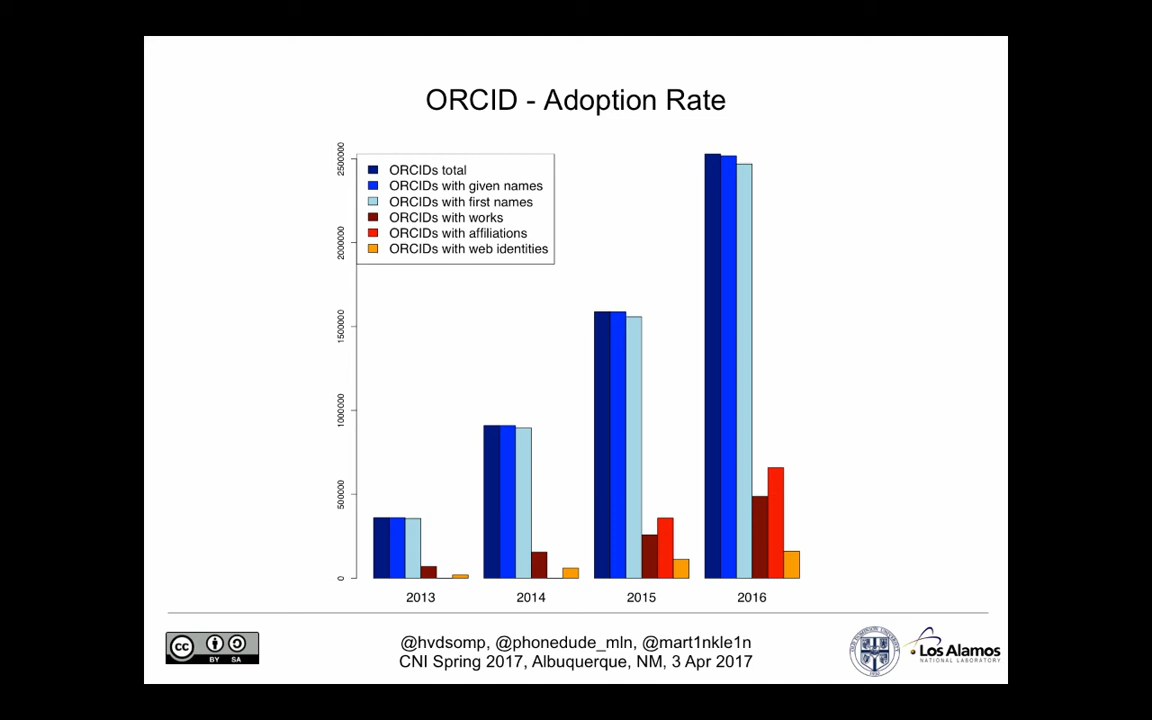 ORCID - Adoption Rate
2500000
2000000
1500000
1000000
500000
0
ORCIDs total
ORCIDs with given names
ORCIDs with first names
ORCIDs with works
ORCIDs with affiliations
ORCIDs with web identities
2013 2014 2015 2016
cc BY SA
@hvdsomp, @phonedude_mln, @mart1nkle1n
CNI Spring 2017, Albuquerque, NM, 3 Apr 2017
Los Alamos
NATIONAL LABORATORY